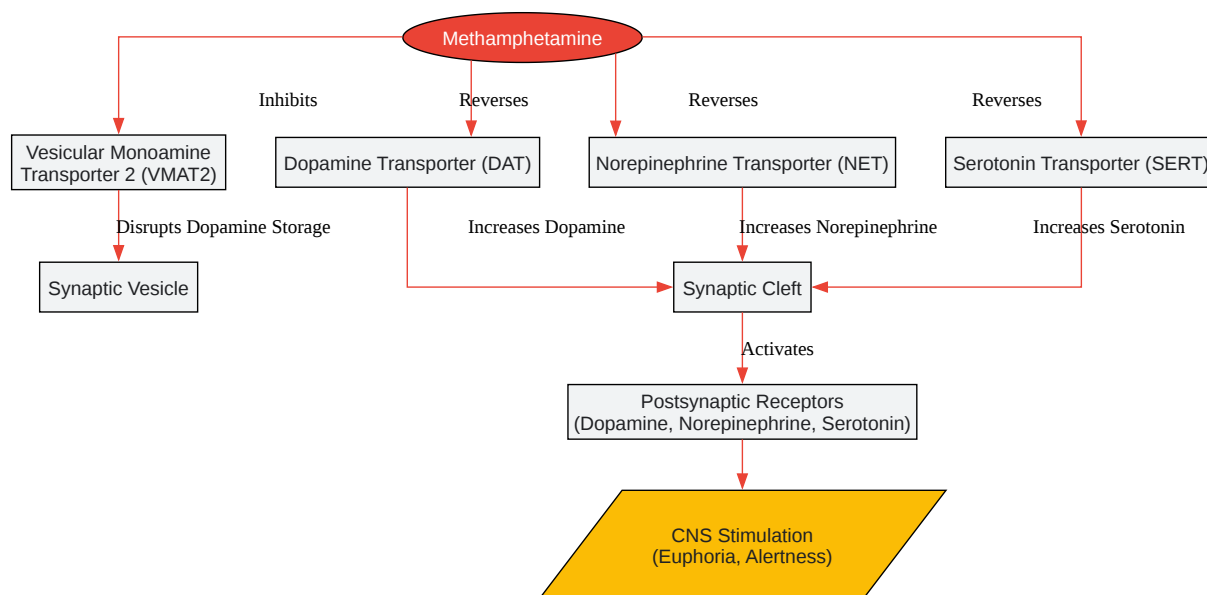 Methamphetamine
Inhibits
Reverses
Reverses
Reverses
Vesicular Monoamine
Transporter 2 (VMAT2)
Dopamine Transporter (DAT)
Norepinephrine Transporter (NET)
Serotonin Transporter (SERT)
Disrupts Dopamine Storage
Increases Dopamine
Increases Norepinephrine
Increases Serotonin
Synaptic Vesicle
Synaptic Cleft
Activates
Postsynaptic Receptors
(Dopamine, Norepinephrine, Serotonin)
CNS Stimulation
(Euphoria, Alertness)